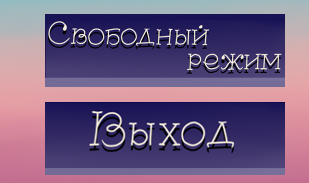 Свободный
режим
Выход